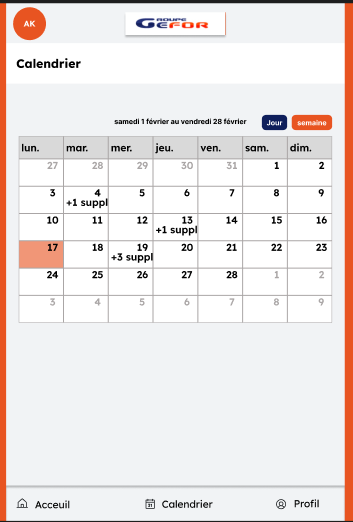 AK
GROUPE
GEFOR
Calendrier
samedi 1 février au vendredi 28 février Jour semaine
lun. mar. mer. jeu. ven. sam. dim.
27 28 29 30 31 1 2
3 4 5 6 7 8 9
+1 suppl
10 11 12 13 14 15 16
+1 suppl
17 18 19 20 21 22 23
+3 suppl
24 25 26 27 28 1 2
3 4 5 6 7 8 9
Acceuil Calendrier Profil